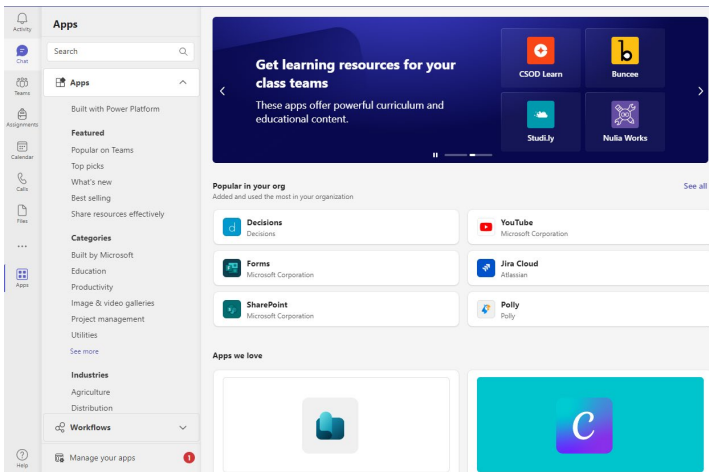 Activity
Chat
Teams
Assignments
Calendar
Calls
Files
...
Apps
Help
Apps
Search
Apps
Built with Power Platform
Featured
Popular on Teams
Top picks
What's new
Best selling
Share resources effectively
Categories
Built by Microsoft
Education
Productivity
Image & video galleries
Project management
Utilities
See more
Industries
Agriculture
Distribution
Workflows
Manage your apps
1
Get learning resources for your
class teams
These apps offer powerful curriculum and
educational content.
CSOD Learn
b
Buncee
Studi.ly
Nulia Works
Popular in your org
See all
Added and used the most in your organization
d
Decisions
Decisions
YouTube
Microsoft Corporation
Forms
Microsoft Corporation
Jira Cloud
Atlassian
SharePoint
Microsoft Corporation
Polly
Polly
Apps we love
C